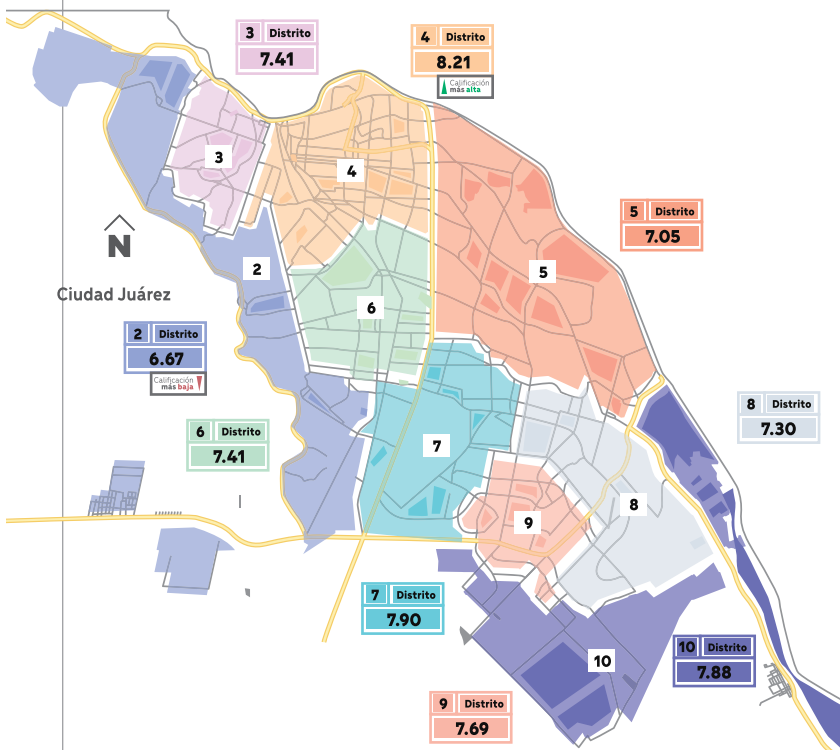 3 Distrito
7.41
4 Distrito
8.21
Calificación
más alta
3
4
5 Distrito
7.05
N
2
5
Ciudad Juárez
6
2 Distrito
6.67
Calificación
más baja
8 Distrito
7.30
6 Distrito
7.41
7
8
9
7 Distrito
7.90
10
10 Distrito
7.88
9 Distrito
7.69